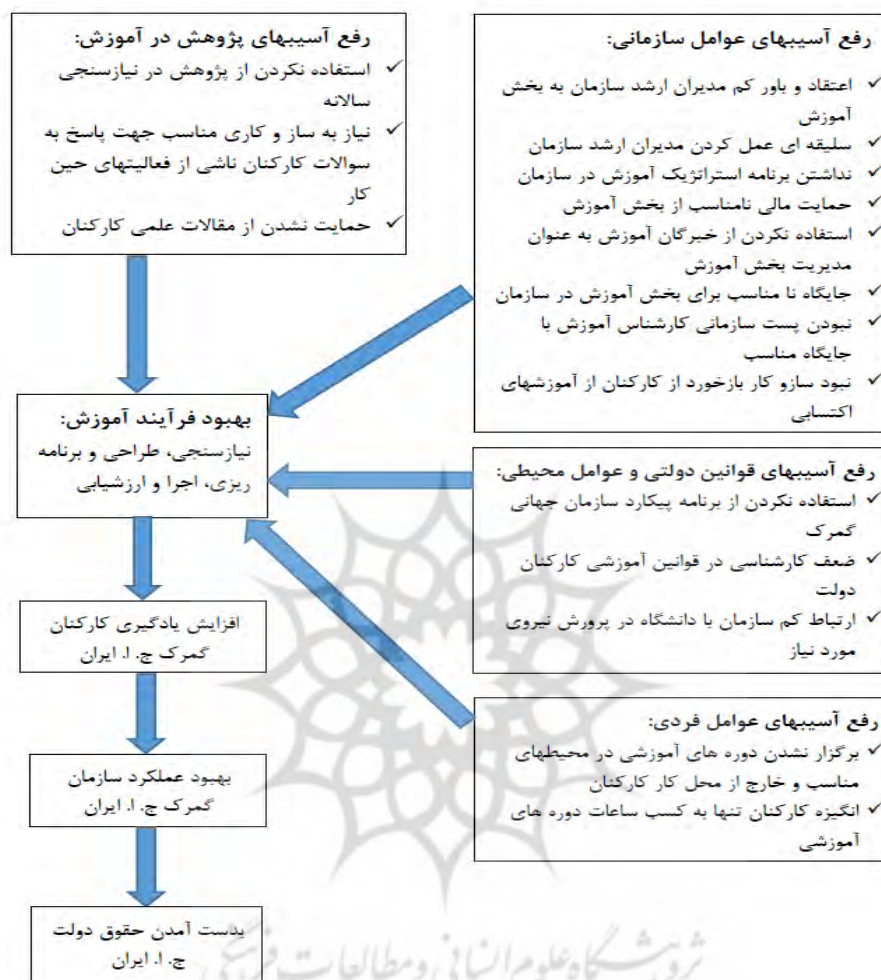 رفع آسیبهای پژوهش در آموزش:
✓ استفاده نکردن از پژوهش در نیازسنجی
سالانه
✓ نیاز به ساز و کاری مناسب جهت پاسخ به
سوالات کارکنان ناشی از فعالیتهای حین
کار
✓ حمایت نشدن از مقالات علمی کارکنان
رفع آسیبهای عوامل سازمانی:
✓ اعتقاد و باور کم مدیران ارشد سازمان به بخش
آموزش
✓ سلیقه ای عمل کردن مدیران ارشد سازمان
✓ نداشتن برنامه استراتژیک آموزش در سازمان
✓ حمایت مالی نامناسب از بخش آموزش
✓ استفاده نکردن از خبرگان آموزش به عنوان
مدیریت بخش آموزش
✓ جایگاه نا مناسب برای بخش آموزش در سازمان
✓ نبودن پست سازمانی کارشناس آموزش با
جایگاه مناسب
✓ نبود سازو کار بازخورد از کارکنان از آموزشهای
اکتسابی
بهبود فرآیند آموزش:
نیازسنجی، طراحی و برنامه
ریزی، اجرا و ارزشیابی
رفع آسیبهای قوانین دولتی و عوامل محیطی:
✓ استفاده نکردن از برنامه پیکارد سازمان جهانی
گمرک
✓ ضعف کارشناسی در قوانین آموزشی کارکنان
دولت
✓ ارتباط کم سازمان با دانشگاه در پرورش نیروی
مورد نیاز
رفع آسیبهای عوامل فردی:
✓ برگزار نشدن دوره های آموزشی در محیطهای
مناسب و خارج از محل کار کارکنان
✓ انگیزه کارکنان تنها به کسب ساعات دوره های
آموزشی
افزایش یادگیری کارکنان
گمرک ج. ا. ایران
بهبود عملکرد سازمان
گمرک ج. ا. ایران
بدست آمدن حقوق دولت
ج. ا. ایران
پژوهشگاه علوم انسانی و مطالعات فرهنگی